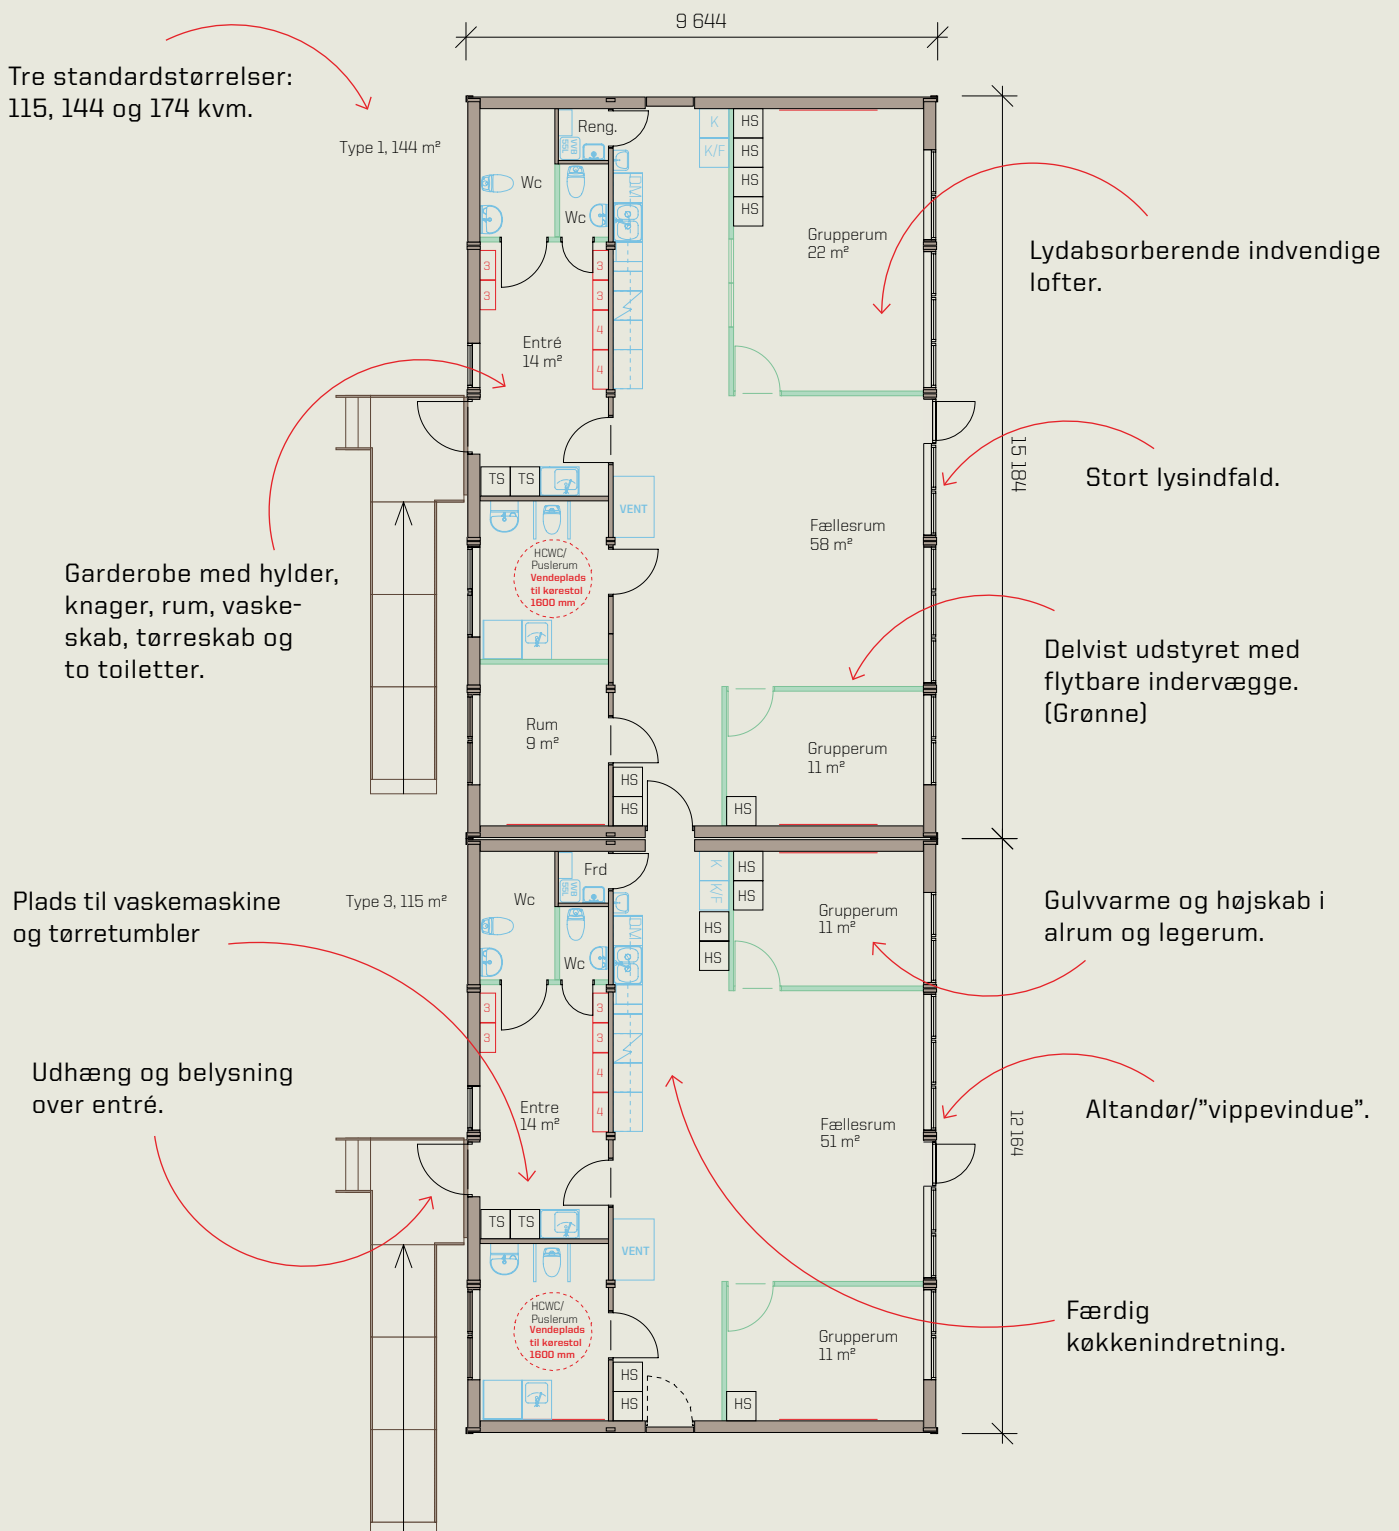 9 644
Tre standardstørrelser:
115, 144 og 174 kvm.
Type 1, 144 m²
Reng.
K
HS
K/F
HS
HS
HS
Wc
Wc
DM
Grupperum
22 m²
Lydabsorberende indvendige
lofter.
3
3
3
3
4
4
Entré
14 m²
15 184
Stort lysindfald.
TS
TS
VENT
Fællesrum
58 m²
HCWC/
Puslerum
Vendeplads
til kørestol
1600 mm
Garderobe med hylder,
knager, rum, vaske-
skab, tørreskab og
to toiletter.
Delvist udstyret med
flytbare indervægge.
(Grønne)
Rum
9 m²
Grupperum
11 m²
HS
HS
HS
Type 3, 115 m²
Frd
K
HS
K/F
HS
HS
HS
Wc
Wc
DM
Grupperum
11 m²
Plads til vaskemaskine
og tørretumbler
Gulvvarme og højskab i
alrum og legerum.
3
3
3
3
4
4
Udhæng og belysning
over entré.
Entre
14 m²
Fællesrum
51 m²
12 164
Altandør/”vippevindue”.
TS
TS
VENT
HCWC/
Puslerum
Vendeplads
til kørestol
1600 mm
Grupperum
11 m²
Færdig
køkkenindretning.
HS
HS
HS